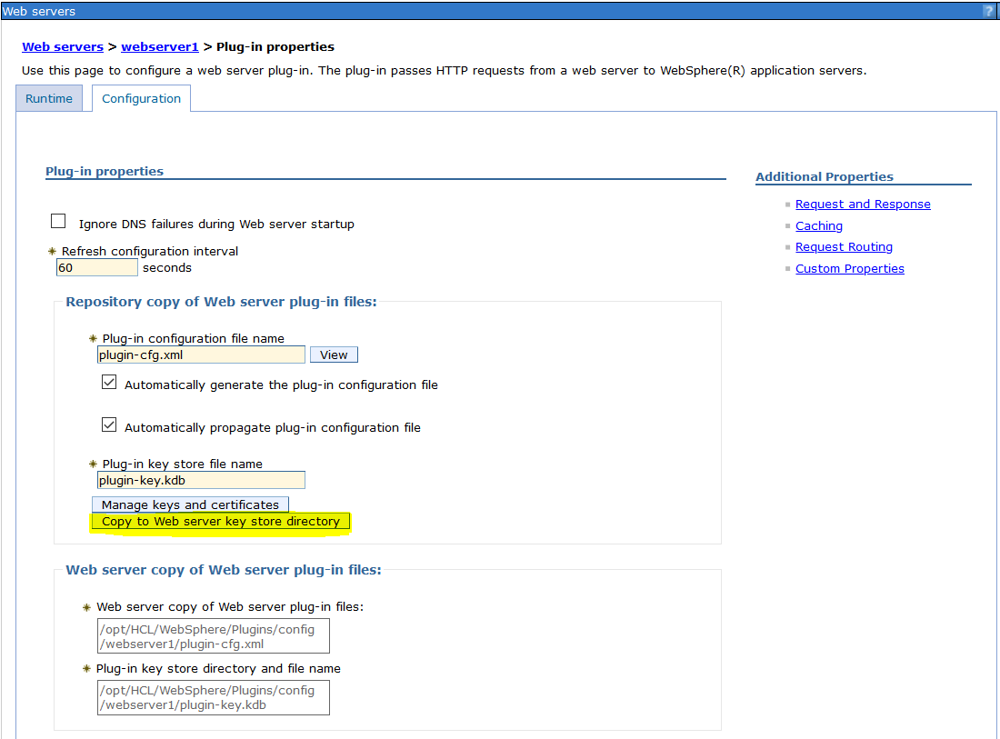 Web servers
?
Web servers > webserver1 > Plug-in properties
Use this page to configure a web server plug-in. The plug-in passes HTTP requests from a web server to WebSphere(R) application servers.
Runtime
Configuration
Plug-in properties
Ignore DNS failures during Web server startup
Refresh configuration interval
60 seconds
Repository copy of Web server plug-in files:
Plug-in configuration file name
plugin-cfg.xml View
Automatically generate the plug-in configuration file
Automatically propagate plug-in configuration file
Plug-in key store file name
plugin-key.kdb
Manage keys and certificates
Copy to Web server key store directory
Web server copy of Web server plug-in files:
Web server copy of Web server plug-in files:
/opt/HCL/WebSphere/Plugins/config
/webserver1/plugin-cfg.xml
Plug-in key store directory and file name
/opt/HCL/WebSphere/Plugins/config
/webserver1/plugin-key.kdb
Additional Properties
Request and Response
Caching
Request Routing
Custom Properties